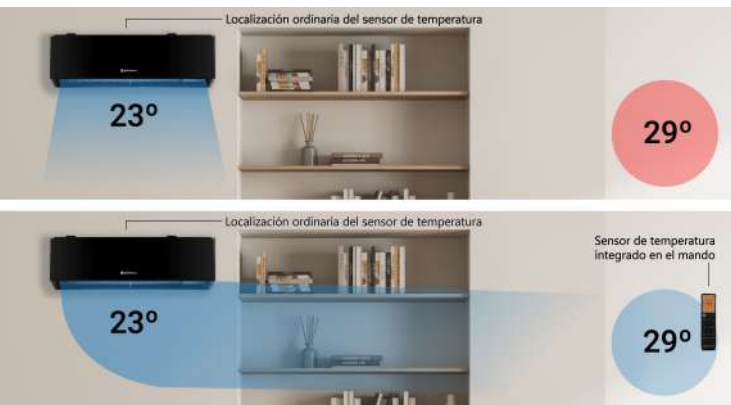 Localización ordinaria del sensor de temperatura
23º
29º
Localización ordinaria del sensor de temperatura
Sensor de temperatura
integrado en el mando
23º
29º